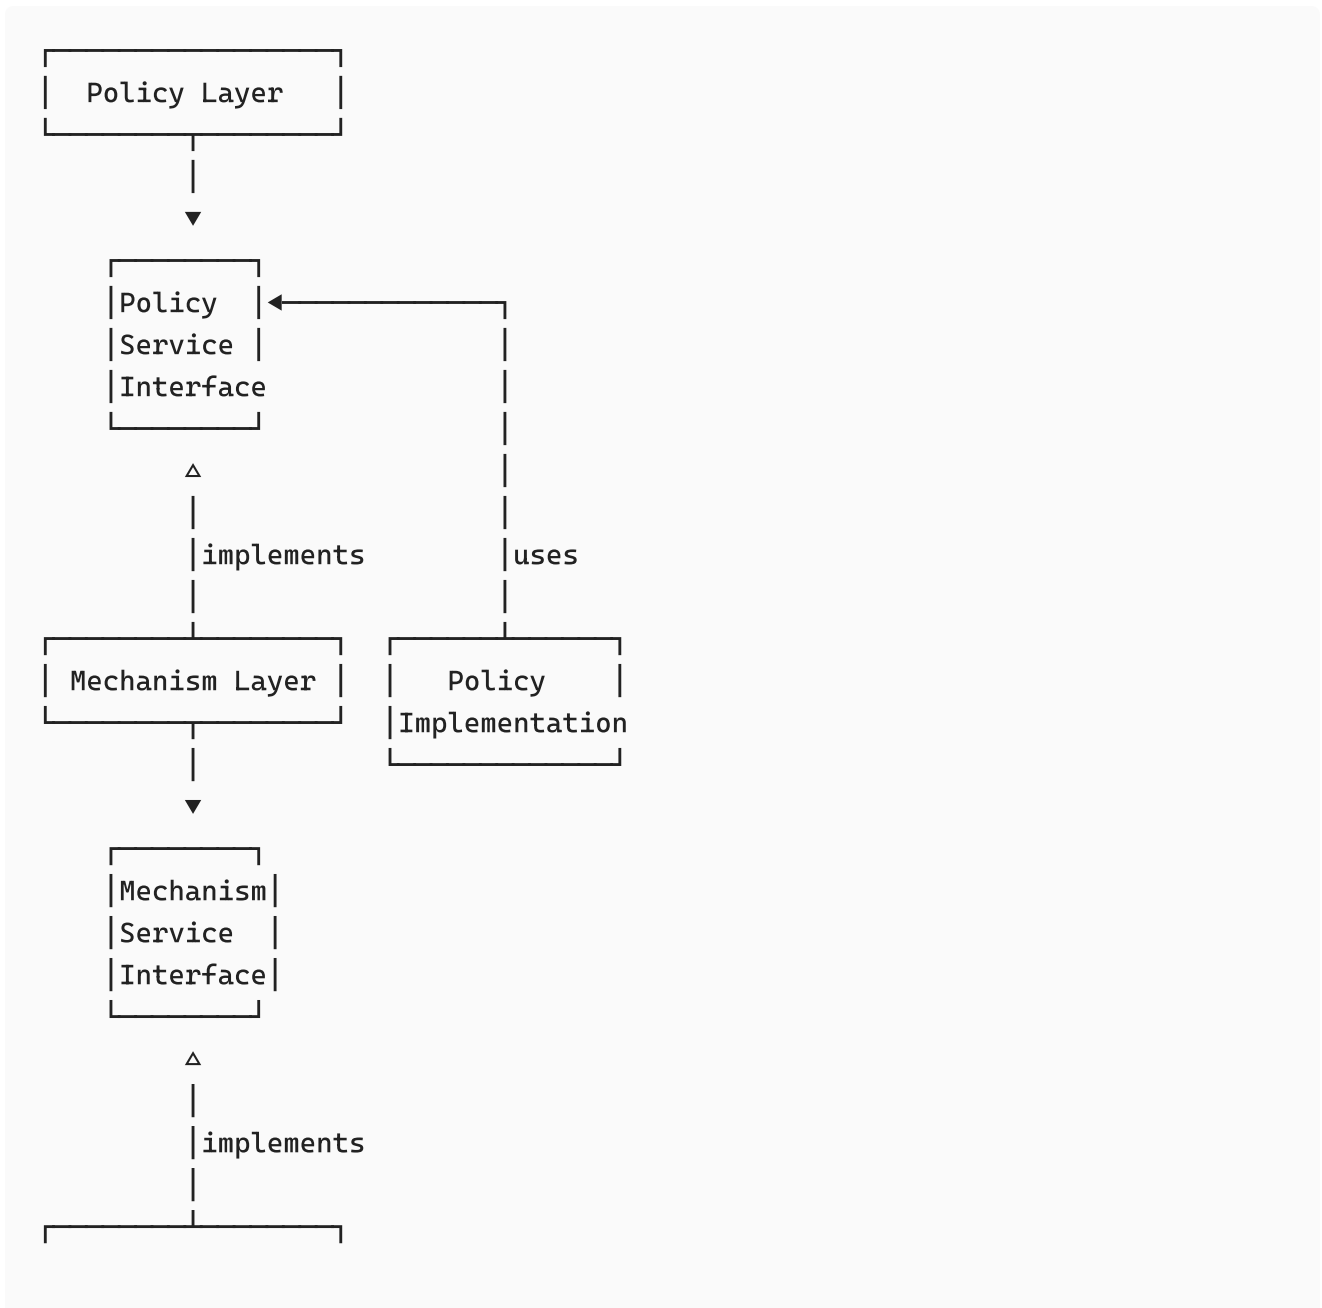 Policy Layer
Policy
Service
Interface
implements
uses
Mechanism Layer
Policy
Implementation
Mechanism
Service
Interface
implements